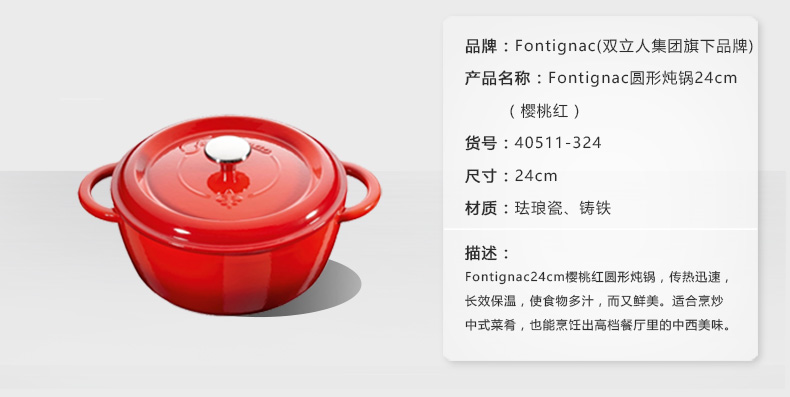 品牌：Fontignac(双立人集团旗下品牌)
产品名称：Fontignac圆形炖锅24cm
（樱桃红）
货号：40511-324
尺寸：24cm
材质：珐琅瓷、铸铁
描述：
Fontignac24cm樱桃红圆形炖锅，传热迅速，
长效保温，使食物多汁，而又鲜美。适合烹炒
中式菜肴，也能烹饪出高档餐厅里的中西美味。